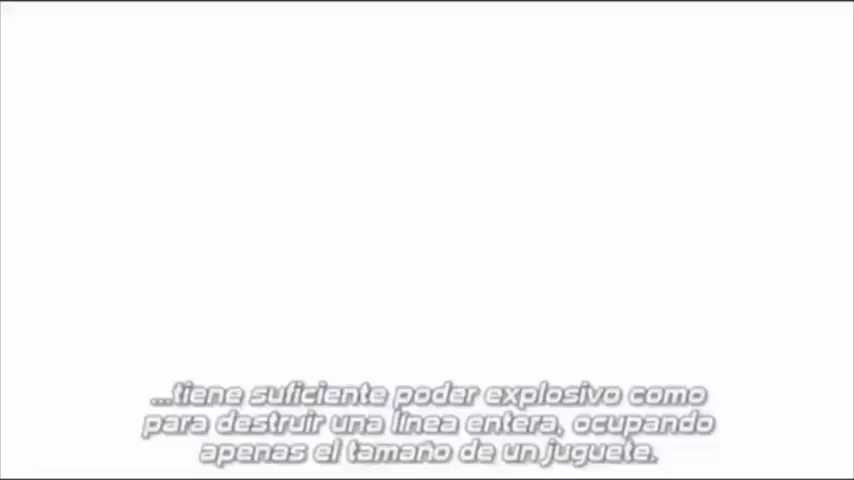 ...tiene suficiente poder explosivo como
para destruir una línea entera, ocupando
apenas el tamaño de un juguete.